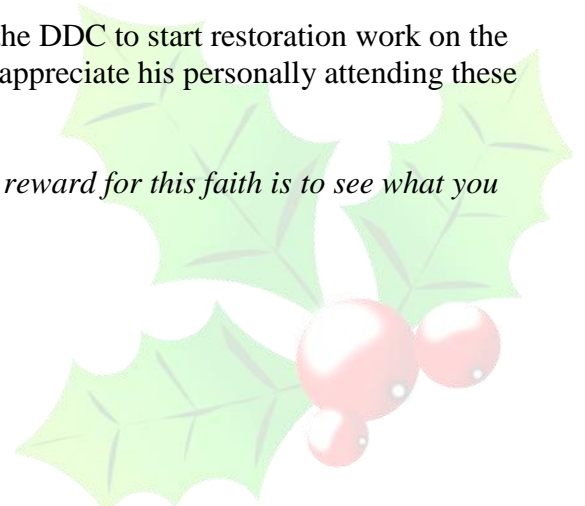 the DDC to start restoration work on the
appreciate his personally attending these
reward for this faith is to see what you